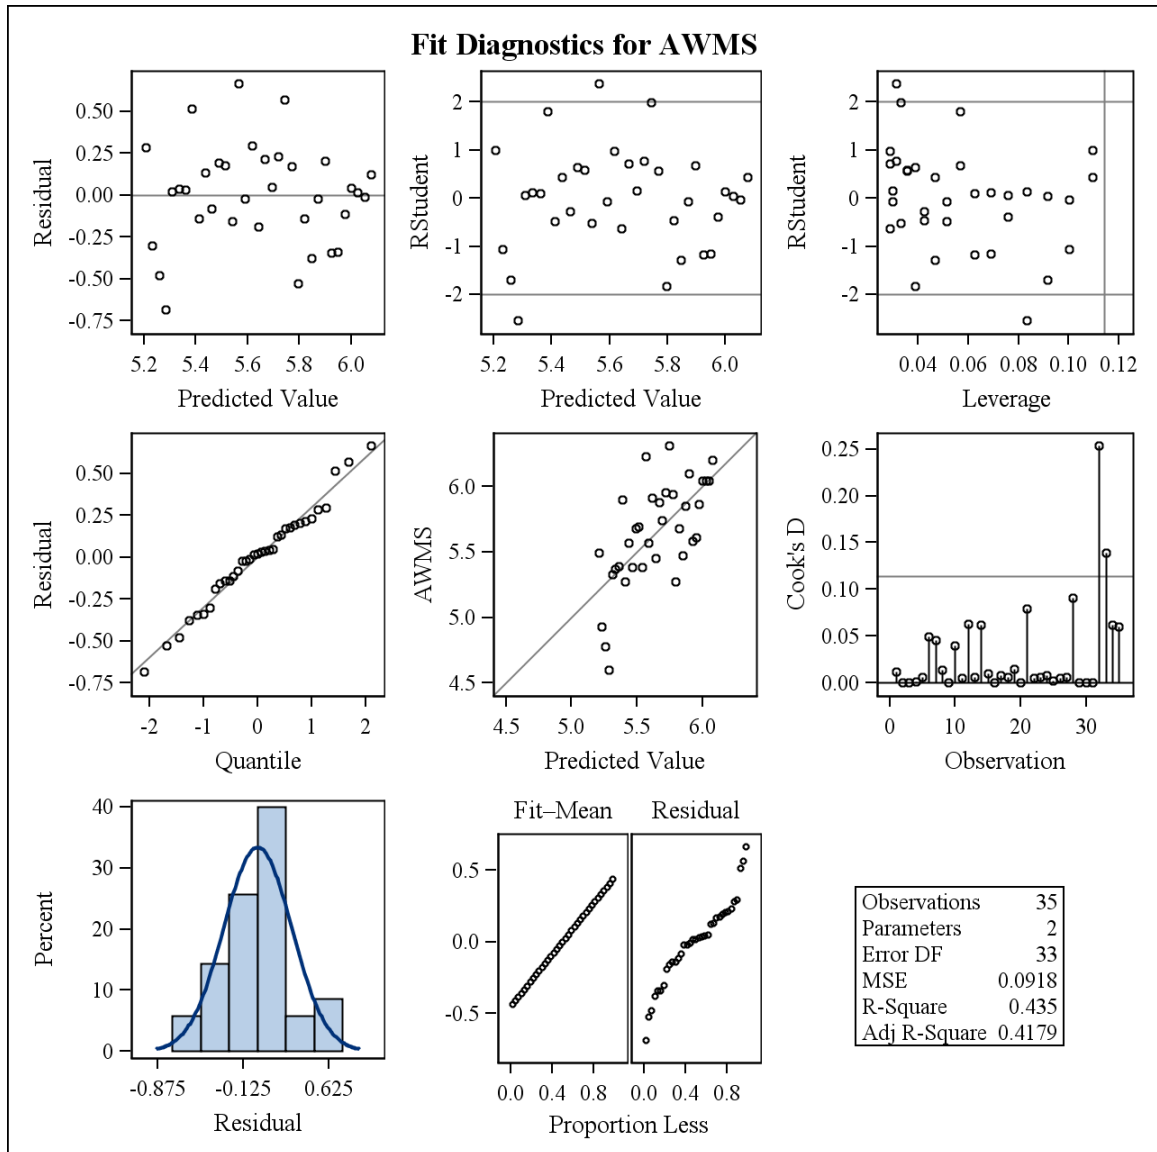 Fit Diagnostics for AWMS
Residual
0.50
0.25
0.00
-0.25
-0.50
-0.75
5.2 5.4 5.6 5.8 6.0
Predicted Value
RStudent
2
1
0
-1
-2
5.2 5.4 5.6 5.8 6.0
Predicted Value
RStudent
2
1
0
-1
-2
0.04 0.06 0.08 0.10 0.12
Leverage
Residual
0.50
0.25
0.00
-0.25
-0.50
-0.75
-2 -1 0 1 2
Quantile
AWMS
6.0
5.5
5.0
4.5
4.5 5.0 5.5 6.0
Predicted Value
Cook's D
0.25
0.20
0.15
0.10
0.05
0.00
0 10 20 30
Observation
Percent
40
30
20
10
0
-0.875 -0.125 0.625
Residual
Fit–Mean Residual
0.5
0.0
-0.5
0.0 0.4 0.8 0.0 0.4 0.8
Proportion Less
Observations 35
Parameters 2
Error DF 33
MSE 0.0918
R-Square 0.435
Adj R-Square 0.4179